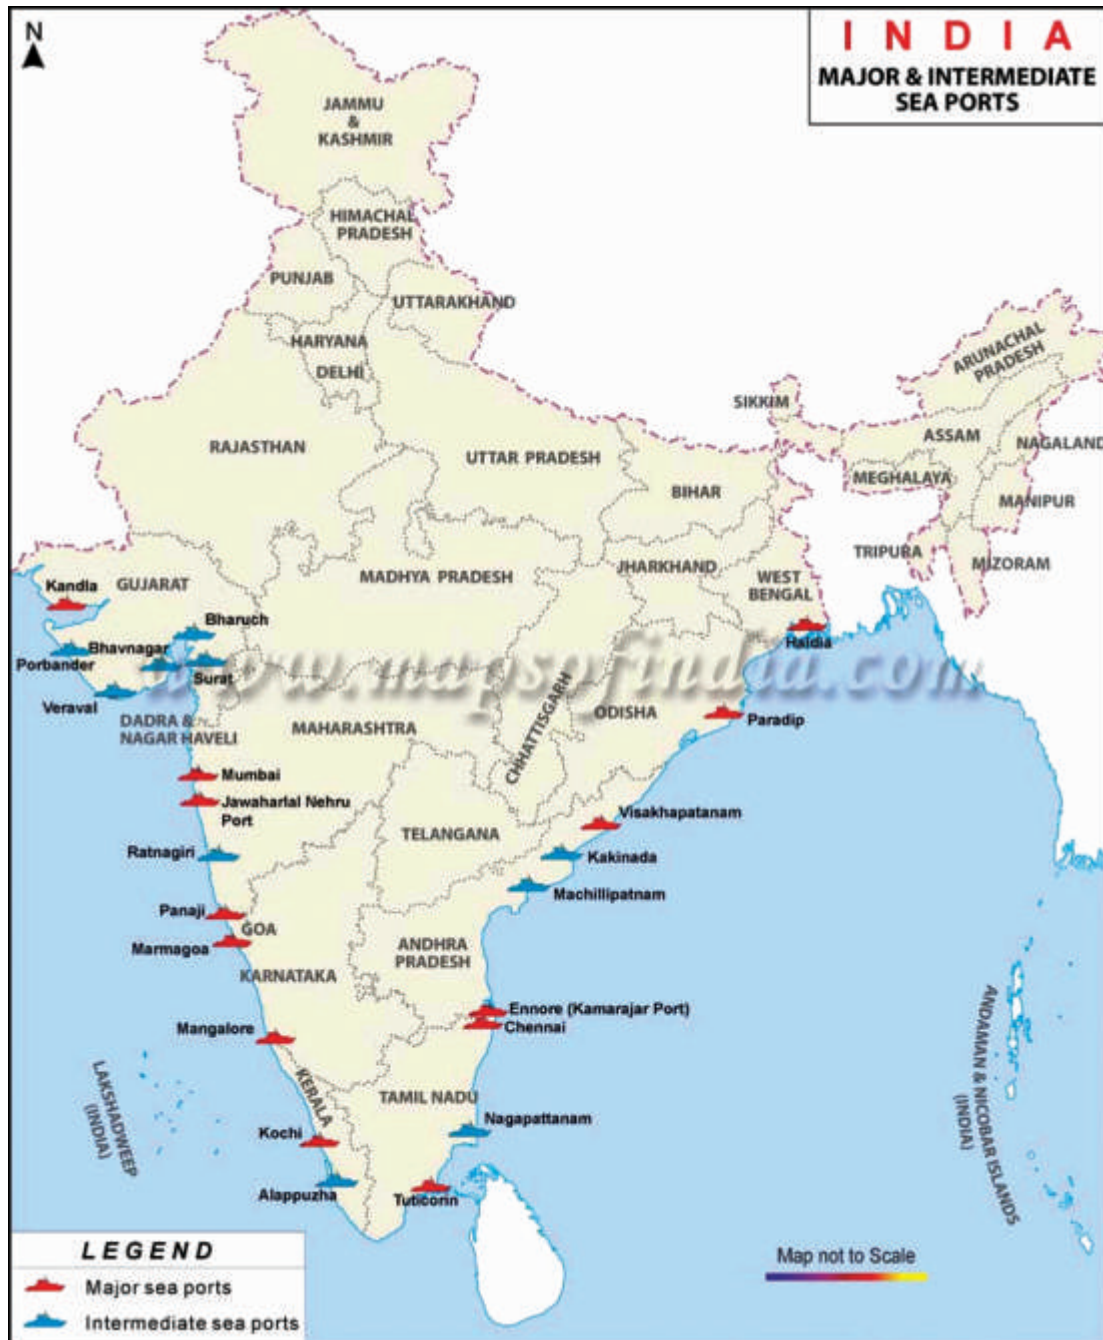 N
INDIA
MAJOR & INTERMEDIATE
SEA PORTS
JAMMU
&
KASHMIR
HIMACHAL
PRADESH
PUNJAB
UTTARAKHAND
HARYANA
DELHI
ARUNACHAL
PRADESH
SIKKIM
RAJASTHAN
UTTAR PRADESH
ASSAM
NAGALAND
MEGHALAYA
BIHAR
MANIPUR
TRIPURA
MIZORAM
JHARKHAND
WEST
BENGAL
MADHYA PRADESH
GUJARAT
Kandla
Bharuch
Bhavnagar
Porbander
Surat
Veraval
Haldia
www.mapsofindia.com
DADRA &
NAGAR HAVELI
MAHARASHTRA
CHHATTISGARH
ODISHA
Paradip
Mumbai
Jawaharlal Nehru
Port
Visakhapatanam
TELANGANA
Ratnagiri
Kakinada
Machillipatnam
Panaji
GOA
Marmagoa
ANDHRA
PRADESH
KARNATAKA
Ennore (Kamarajar Port)
Chennai
Mangalore
LAKSHADWEEP
(INDIA)
KERALA
TAMIL NADU
ANDAMAN & NICOBAR ISLANDS
(INDIA)
Nagapattanam
Kochi
Alappuzha
Tuticorin
LEGEND
Major sea ports
Intermediate sea ports
Map not to Scale